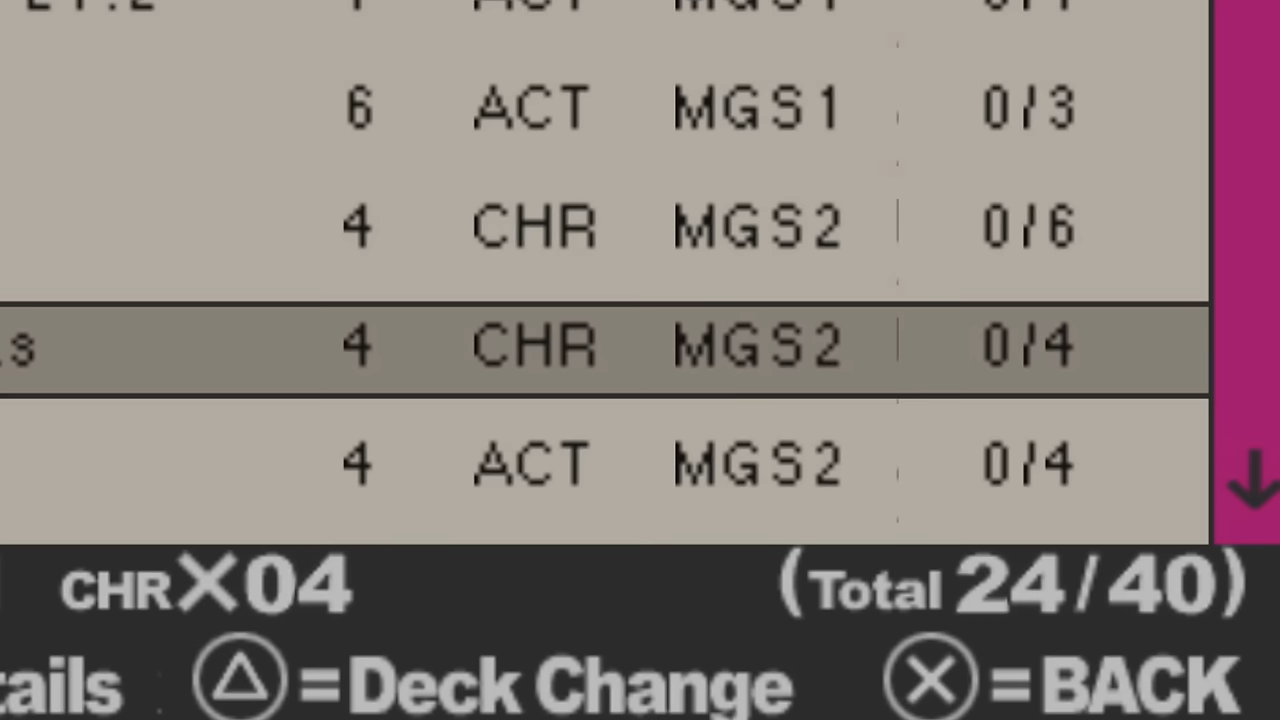 6 ACT MGS1 0/3
4 CHR MGS2 0/6
s 4 CHR MGS2 0/4
4 ACT MGS2 0/4
CHR×04 (Total 24/40)
tails △=Deck Change ×=BACK